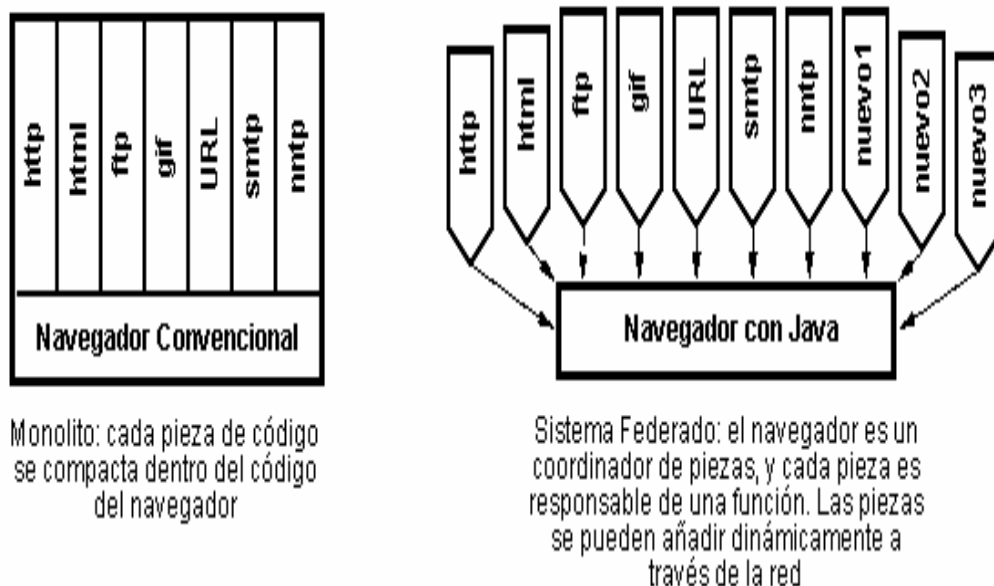 http
html
ftp
gif
URL
smtp
nntp
Navegador Convencional
Monolito: cada pieza de código
se compacta dentro del código
del navegador
http
html
ftp
gif
URL
smtp
nntp
nuevo1
nuevo2
nuevo3
Navegador con Java
Sistema Federado: el navegador es un
coordinador de piezas, y cada pieza es
responsable de una función. Las piezas
se pueden añadir dinámicamente a
través de la red